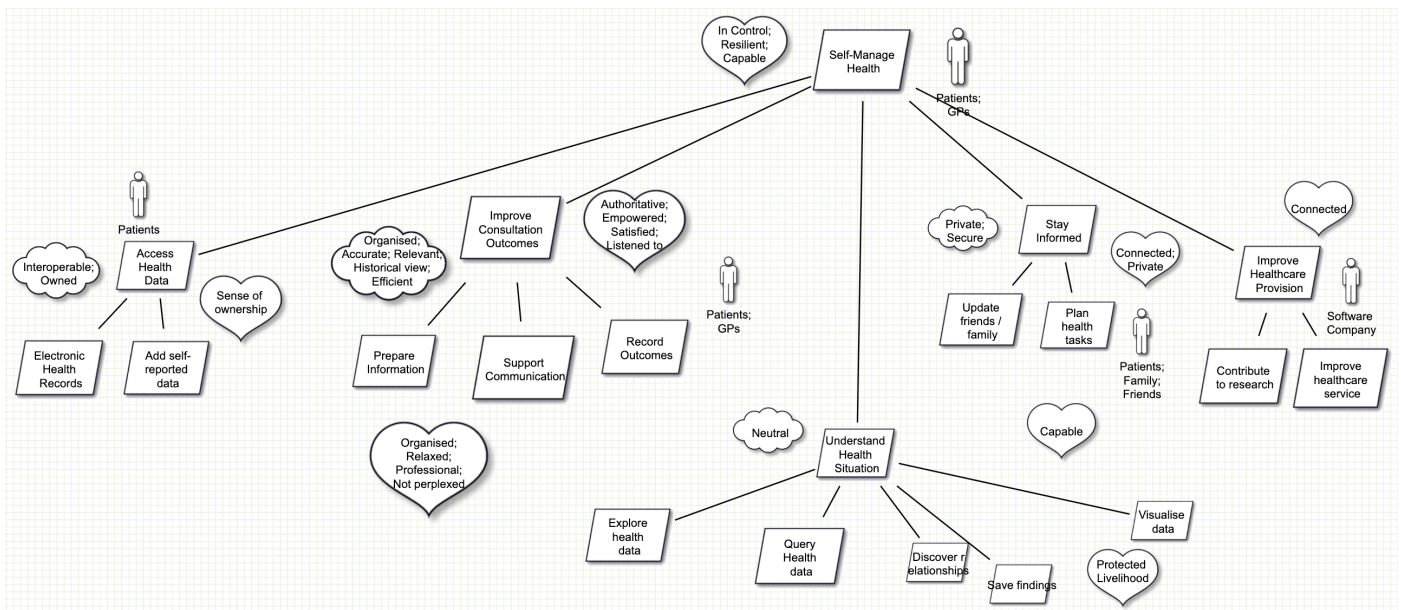 In Control;
Resilient;
Capable
Self-Manage
Health
Patients;
GPs
Patients
Access
Health
Data
Interoperable;
Owned
Sense of
ownership
Electronic
Health
Records
Add self-
reported
data
Improve
Consultation
Outcomes
Organised;
Accurate; Relevant;
Historical view;
Efficient
Authoritative;
Empowered;
Satisfied;
Listened to
Patients;
GPs
Prepare
Information
Support
Communication
Record
Outcomes
Organised;
Relaxed;
Professional;
Not perplexed
Private;
Secure
Stay
Informed
Connected;
Private
Update
friends /
family
Plan
health
tasks
Patients;
Family;
Friends
Connected
Improve
Healthcare
Provision
Software
Company
Contribute
to research
Improve
healthcare
service
Neutral
Understand
Health
Situation
Capable
Explore
health
data
Query
Health
data
Discover r
elationships
Save findings
Visualise
data
Protected
Livelihood